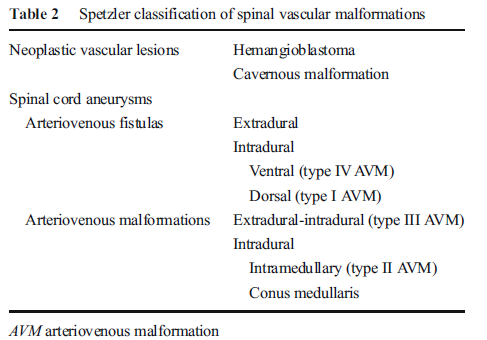 Table 2 Spetzler classification of spinal vascular malformations
Neoplastic vascular lesions Hemangioblastoma
Cavernous malformation
Spinal cord aneurysms
Arteriovenous fistulas Extradural
Intradural
Ventral (type IV AVM)
Dorsal (type I AVM)
Arteriovenous malformations Extradural-intradural (type III AVM)
Intradural
Intramedullary (type II AVM)
Conus medullaris
AVM arteriovenous malformation